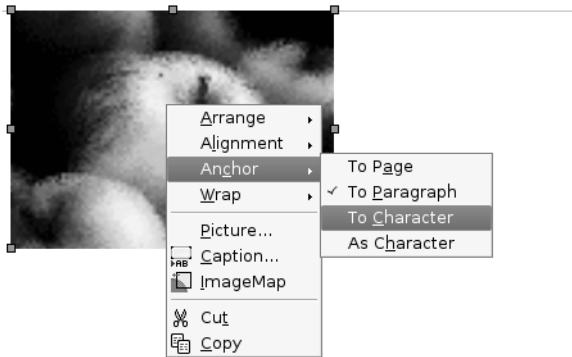 Arrange
Alignment
Anchor
Wrap
Picture...
Caption...
ImageMap
Cut
Copy
To Page
To Paragraph
To Character
As Character